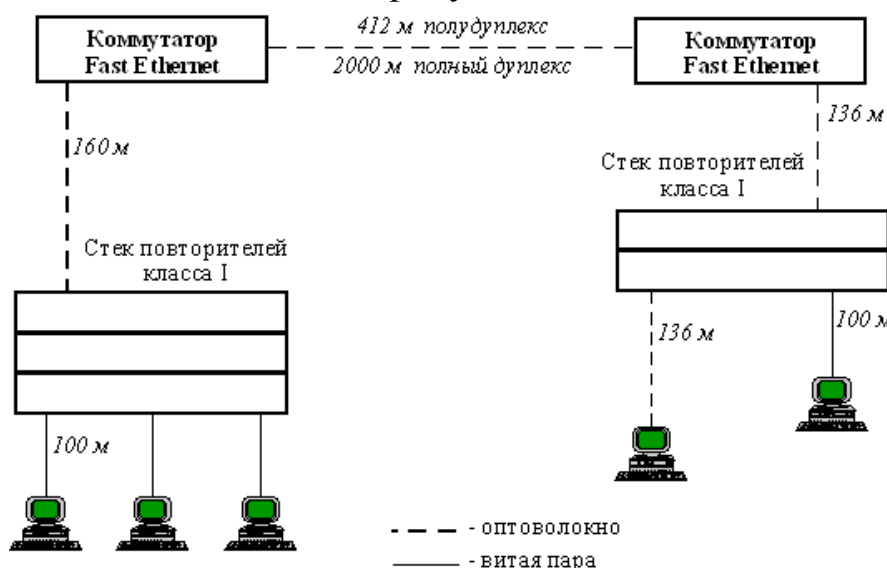 412 м полудуплекс
Коммутатор
Fast Ethernet
2000 м полный дуплекс
Коммутатор
Fast Ethernet
160 м
136 м
Стек повторителей
класса I
Стек повторителей
класса I
136 м
100 м
100 м
- оптоволокно
- витая пара